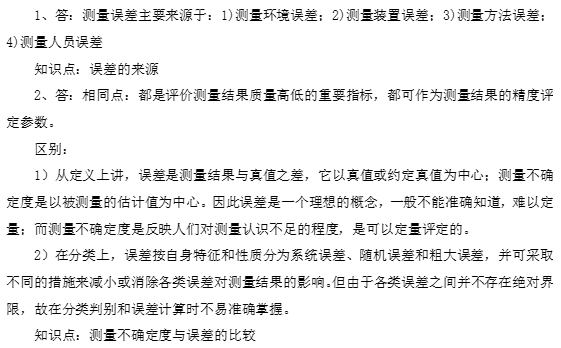 1、答：测量误差主要来源于：1)测量环境误差；2)测量装置误差；3)测量方法误差；
4)测量人员误差
知识点：误差的来源
2、答：相同点：都是评价测量结果质量高低的重要指标，都可作为测量结果的精度评
定参数。
区别：
1）从定义上讲，误差是测量结果与真值之差，它以真值或约定真值为中心；测量不确
定度是以被测量的估计值为中心。因此误差是一个理想的概念，一般不能准确知道，难以定
量；而测量不确定度是反映人们对测量认识不足的程度，是可以定量评定的。
2）在分类上，误差按自身特征和性质分为系统误差、随机误差和粗大误差，并可采取
不同的措施来减小或消除各类误差对测量结果的影响。但由于各类误差之间并不存在绝对界
限，故在分类判别和误差计算时不易准确掌握。
知识点：测量不确定度与误差的比较